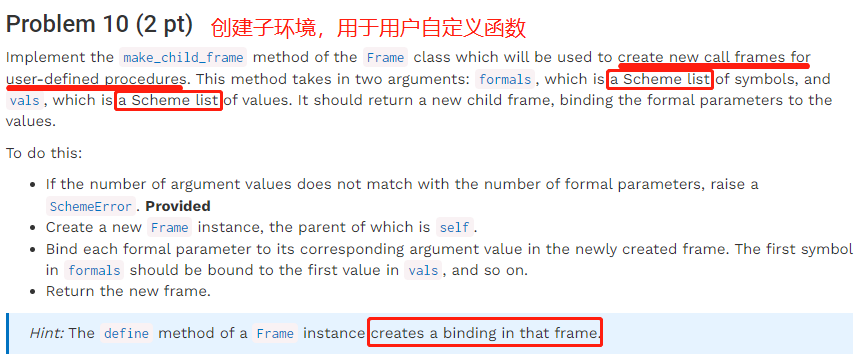 Problem 10 (2 pt) 创建子环境，用于用户自定义函数
Implement the make_child_frame method of the Frame class which will be used to create new call frames for
user-defined procedures. This method takes in two arguments: formals, which is a Scheme list of symbols, and
vals, which is a Scheme list of values. It should return a new child frame, binding the formal parameters to the
values.
To do this:
• If the number of argument values does not match with the number of formal parameters, raise a
SchemeError. Provided
• Create a new Frame instance, the parent of which is self.
• Bind each formal parameter to its corresponding argument value in the newly created frame. The first symbol
in formals should be bound to the first value in vals, and so on.
• Return the new frame.
Hint: The define method of a Frame instance creates a binding in that frame.